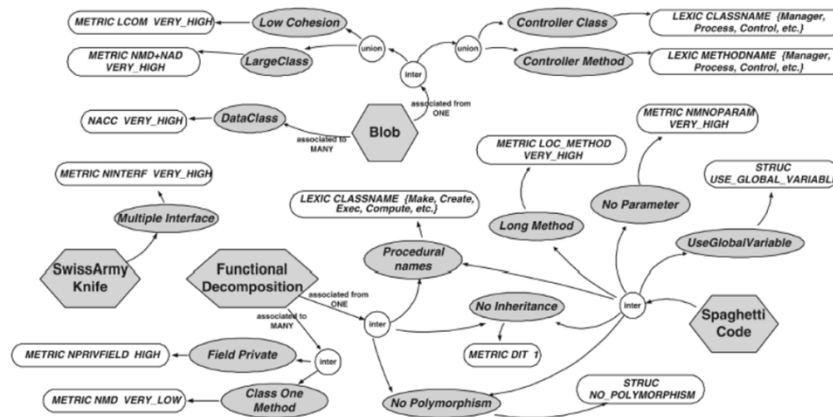 METRIC LCOM VERY_HIGH
Low Cohesion
METRIC NMD+NAD
VERY_HIGH
LargeClass
union
inter
union
Controller Class
LEXIC CLASSNAME {Manager,
Process, Control, etc.}
Controller Method
LEXIC METHODNAME {Manager,
Process, Control, etc.}
NACC VERY_HIGH
DataClass
associated to
MANY
Blob
associated from
ONE
METRIC NMNOPARAM
VERY_HIGH
METRIC LOC_METHOD
VERY_HIGH
STRUC
USE_GLOBAL_VARIABLE
METRIC NINTERF VERY_HIGH
Multiple Interface
LEXIC CLASSNAME {Make, Create,
Exec, Compute, etc.}
No Parameter
Long Method
UseGlobalVariable
SwissArmy
Knife
Functional
Decomposition
Procedural
names
associated from
ONE
associated to
MANY
inter
No Inheritance
inter
Spaghetti
Code
METRIC NPRIVFIELD HIGH
Field Private
inter
METRIC DIT 1
METRIC NMD VERY_LOW
Class One
Method
No Polymorphism
STRUC
NO_POLYMORPHISM